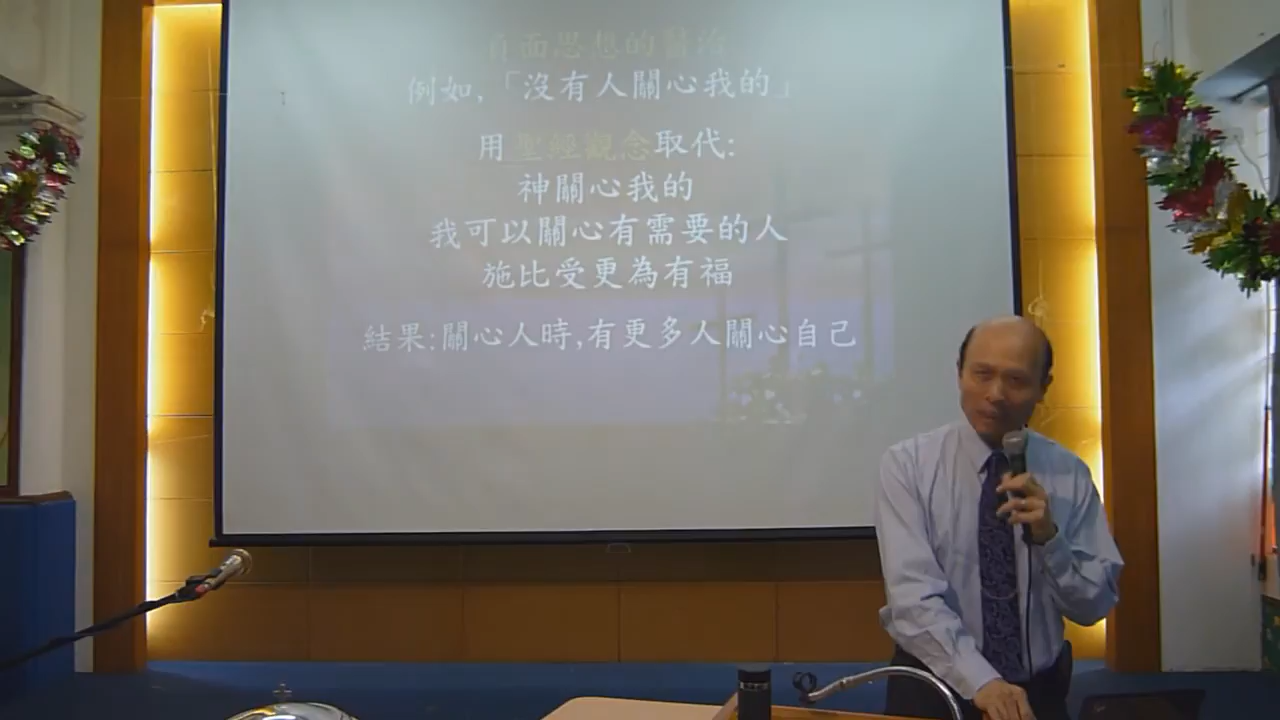 負面思想的醫治
例如,「沒有人關心我的」
用聖經觀念取代:
神關心我的
我可以關心有需要的人
施比受更為有福
結果:關心人時,有更多人關心自己